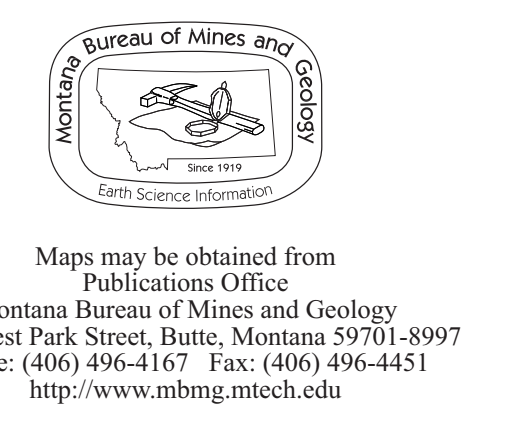 Montana Bureau of Mines and Geology
Since 1919
Earth Science Information
Maps may be obtained from
Publications Office
ontana Bureau of Mines and Geology
est Park Street, Butte, Montana 59701-8997
e: (406) 496-4167 Fax: (406) 496-4451
http://www.mbmg.mtech.edu